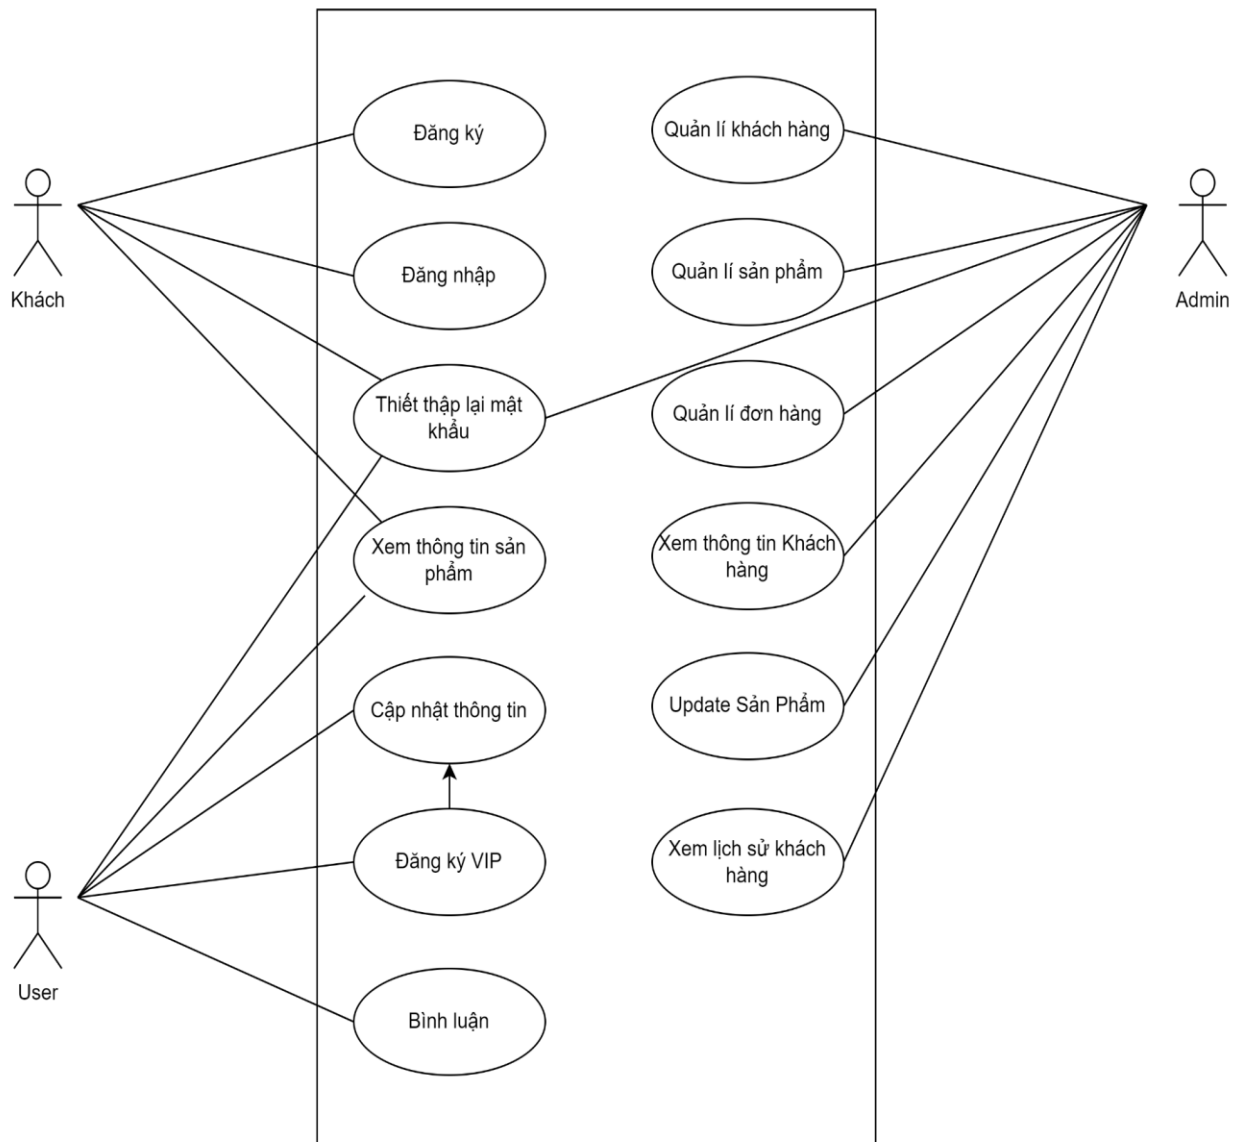 Đăng ký
Quản lí khách hàng
Đăng nhập
Quản lí sản phẩm
Khách
Admin
Thiết thập lại mật
khẩu
Quản lí đơn hàng
Xem thông tin sản
phẩm
Xem thông tin Khách
hàng
Cập nhật thông tin
Update Sản Phẩm
Đăng ký VIP
Xem lịch sử khách
hàng
User
Bình luận